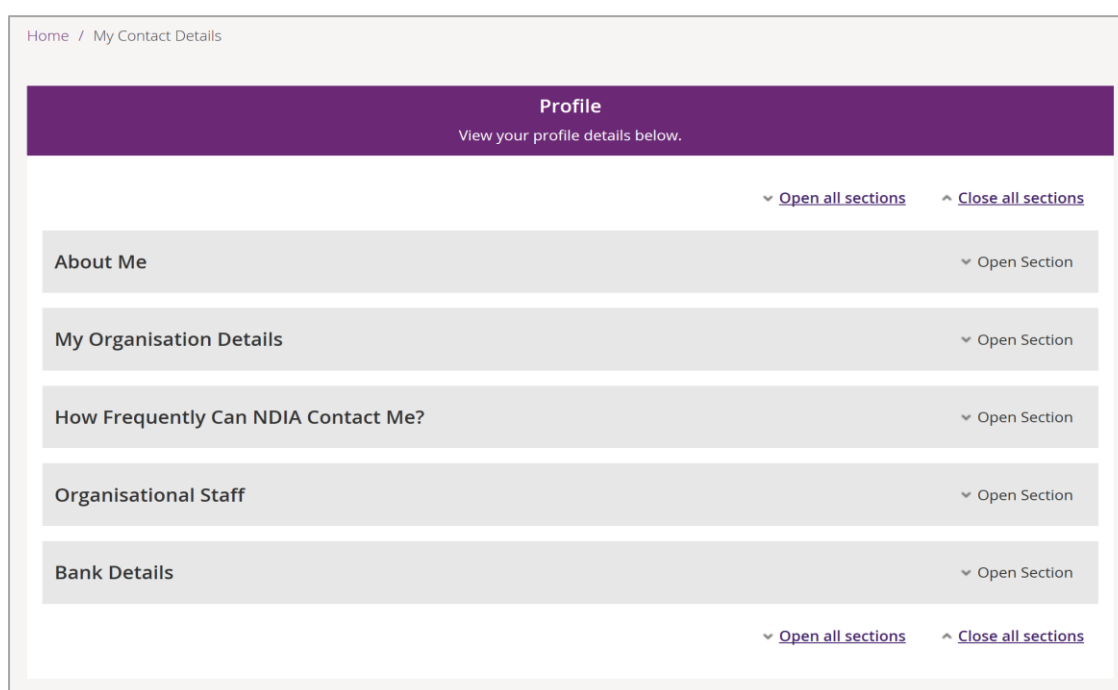 Home / My Contact Details
Profile
View your profile details below.
Open all sections Close all sections
About Me Open Section
My Organisation Details Open Section
How Frequently Can NDIA Contact Me? Open Section
Organisational Staff Open Section
Bank Details Open Section
Open all sections Close all sections